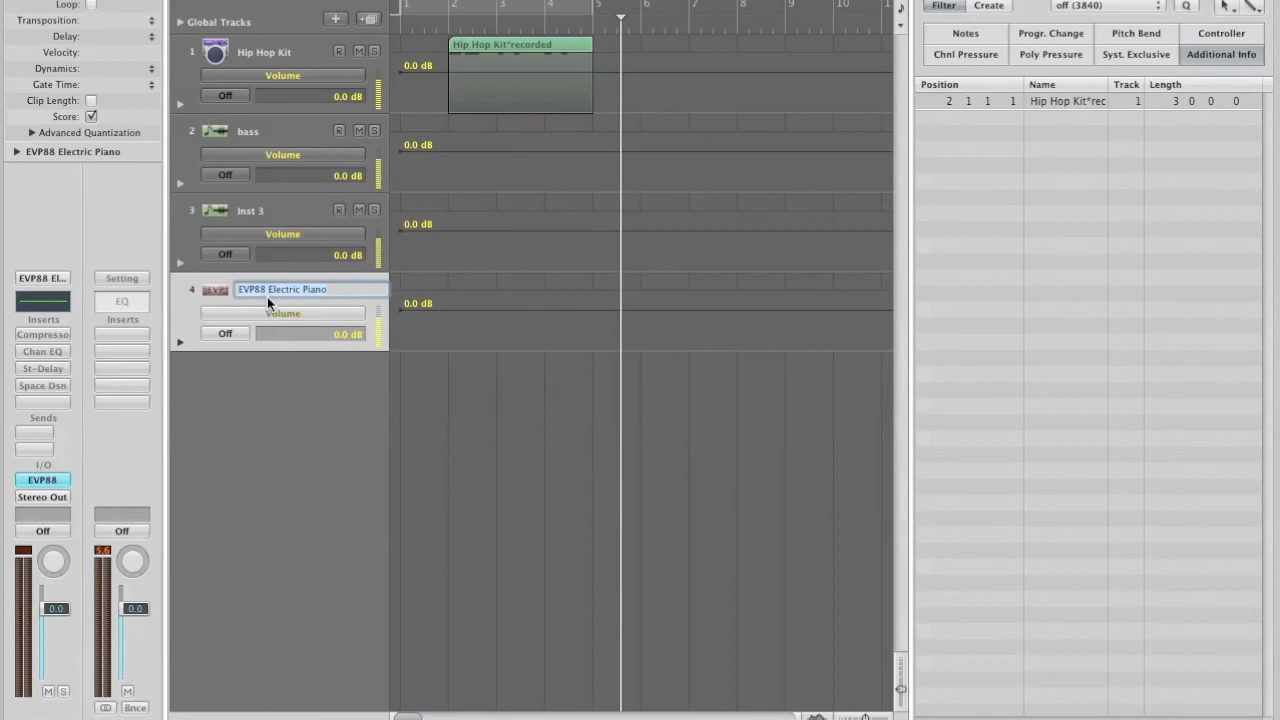 Loop:
Transposition:
Delay:
Velocity:
Dynamics:
Gate Time:
Clip Length:
Score:
Advanced Quantization
EVP88 Electric Piano
EVP88 El... Setting
EQ
Inserts Inserts
Compresso
Chan EQ
St-Delay
Space Dsn
Sends
I/O
EVP88
Stereo Out
Off Off
5.6
0.0 0.0
M S M
Bnce
Global Tracks
1 2 3 4 5 6 7 8 9 10
1 Hip Hop Kit R M S
Volume
Off 0.0 dB
2 bass R M S
Volume
Off 0.0 dB
3 Inst 3 R M S
Volume
Off 0.0 dB
4 EVP88 Electric Piano
Volume
Off 0.0 dB
Hip Hop Kit*recorded
0.0 dB
0.0 dB
0.0 dB
0.0 dB
Filter Create off (3840) Q
Notes Progr. Change Pitch Bend Controller
Chnl Pressure Poly Pressure Syst. Exclusive Additional Info
Position Name Track Length
2 1 1 1 Hip Hop Kit*rec 1 3 0 0 0